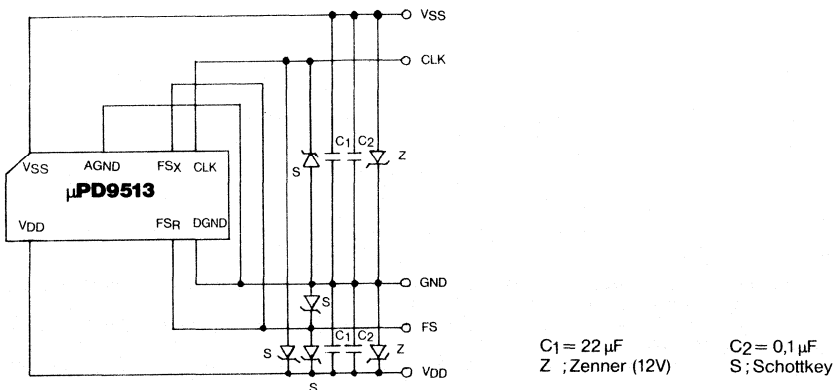 VSS
CLK
VSS AGND FSX CLK
μPD9513
VDD FSR DGND
S
C1 C2
Z
GND
S
FS
C1 C2
S
Z
VDD
S
C1 = 22 μF C2 = 0,1 μF
Z ; Zenner (12V) S ; Schottkey